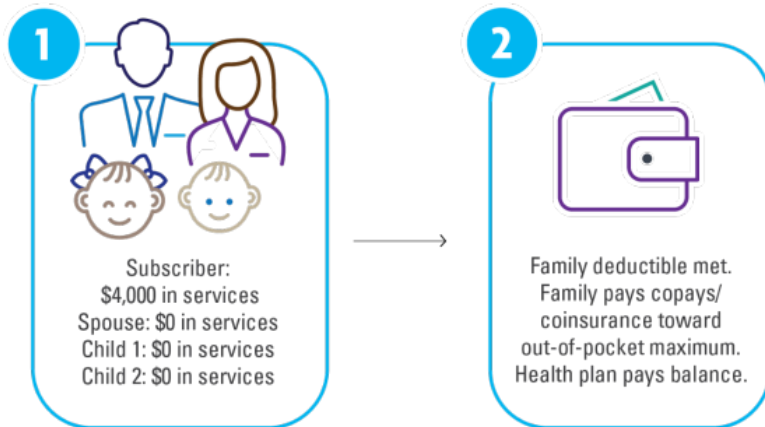 1
Subscriber:
$4,000 in services
Spouse: $0 in services
Child 1: $0 in services
Child 2: $0 in services
2
Family deductible met.
Family pays copays/
coinsurance toward
out-of-pocket maximum.
Health plan pays balance.